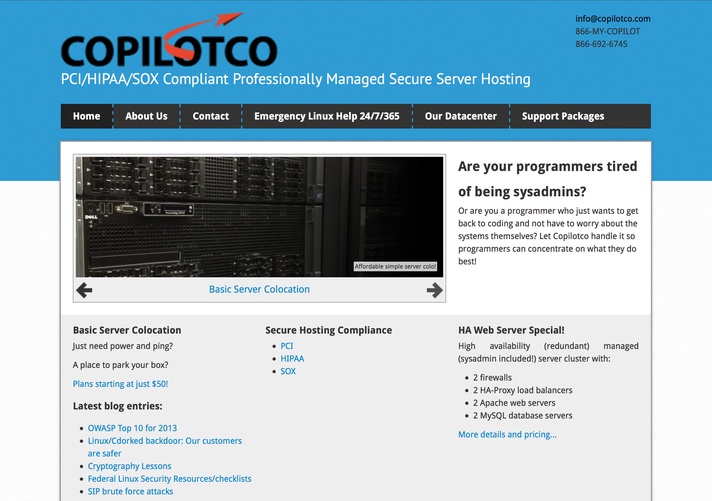 info@copilotco.com
866-MY-COPILOT
866-692-6745
COPILOTCO
PCI/HIPAA/SOX Compliant Professionally Managed Secure Server Hosting
Home
About Us
Contact
Emergency Linux Help 24/7/365
Our Datacenter
Support Packages
DELL
Affordable simple server colo!
Basic Server Colocation
Are your programmers tired
of being sysadmins?
Or are you a programmer who just wants to get
back to coding and not have to worry about the
systems themselves? Let Copilotco handle it so
programmers can concentrate on what they do
best!
Basic Server Colocation
Just need power and ping?
A place to park your box?
Plans starting at just $50!
Latest blog entries:
OWASP Top 10 for 2013
Linux/Cdorked backdoor: Our customers
are safer
Cryptography Lessons
Federal Linux Security Resources/checklists
SIP brute force attacks
Secure Hosting Compliance
PCI
HIPAA
SOX
HA Web Server Special!
High availability (redundant) managed
(sysadmin included!) server cluster with:
2 firewalls
2 HA-Proxy load balancers
2 Apache web servers
2 MySQL database servers
More details and pricing...